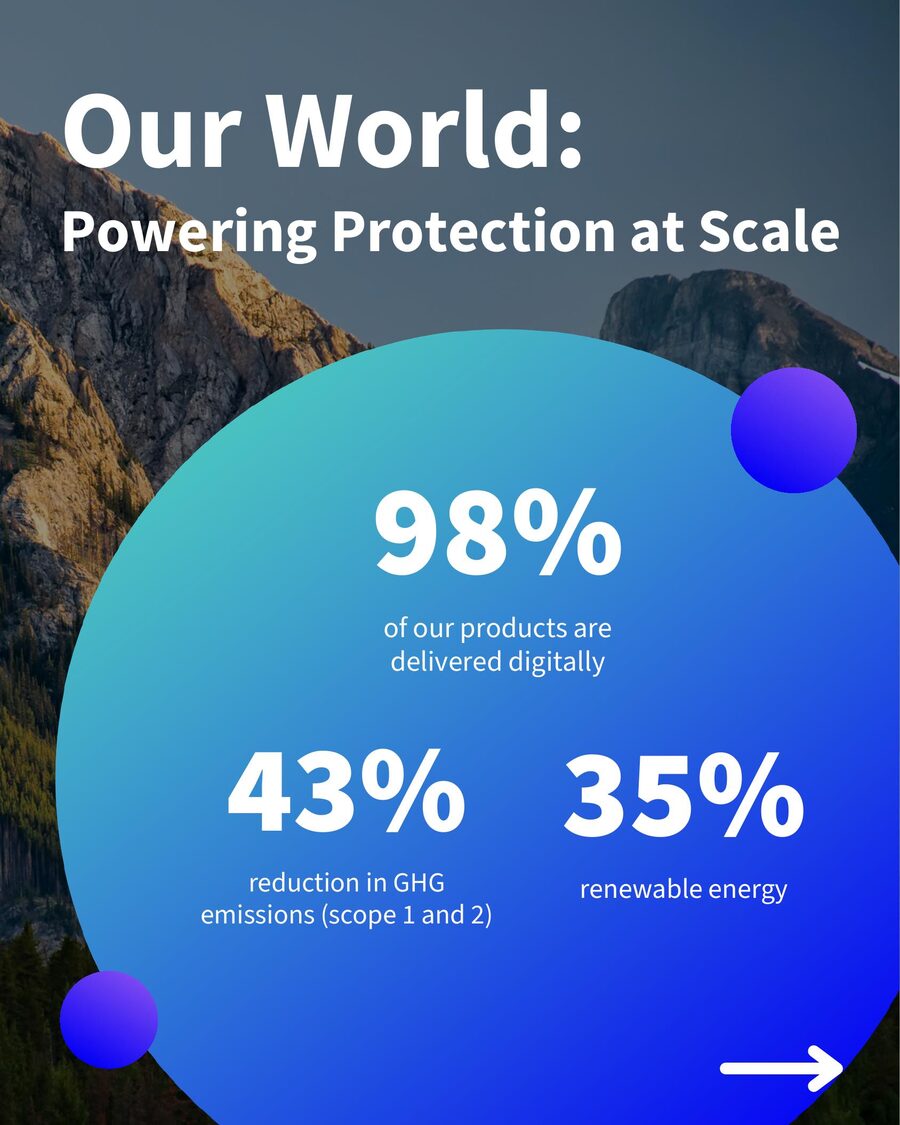 Our World:
Powering Protection at Scale
98%
of our products are
delivered digitally
43%
reduction in GHG
emissions (scope 1 and 2)
35%
renewable energy